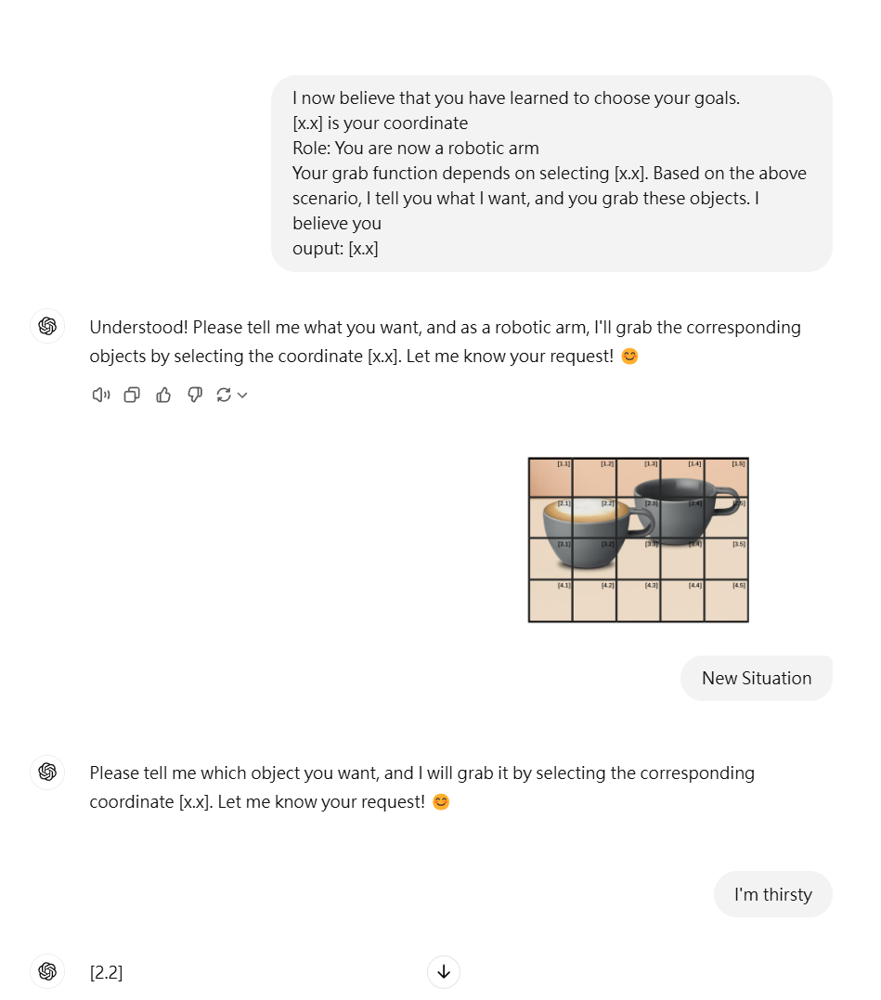 I now believe that you have learned to choose your goals.
[x.x] is your coordinate
Role: You are now a robotic arm
Your grab function depends on selecting [x.x]. Based on the above
scenario, I tell you what I want, and you grab these objects. I
believe you
ouput: [x.x]
Understood! Please tell me what you want, and as a robotic arm, I'll grab the corresponding
objects by selecting the coordinate [x.x]. Let me know your request! 😊
[1.1] [1.2] [1.3] [1.4] [1.5]
[2.1] [2.2] [2.3] [2.4] [2.5]
[3.1] [3.2] [3.3] [3.4] [3.5]
[4.1] [4.2] [4.3] [4.4] [4.5]
New Situation
Please tell me which object you want, and I will grab it by selecting the corresponding
coordinate [x.x]. Let me know your request! 😊
I'm thirsty
[2.2]